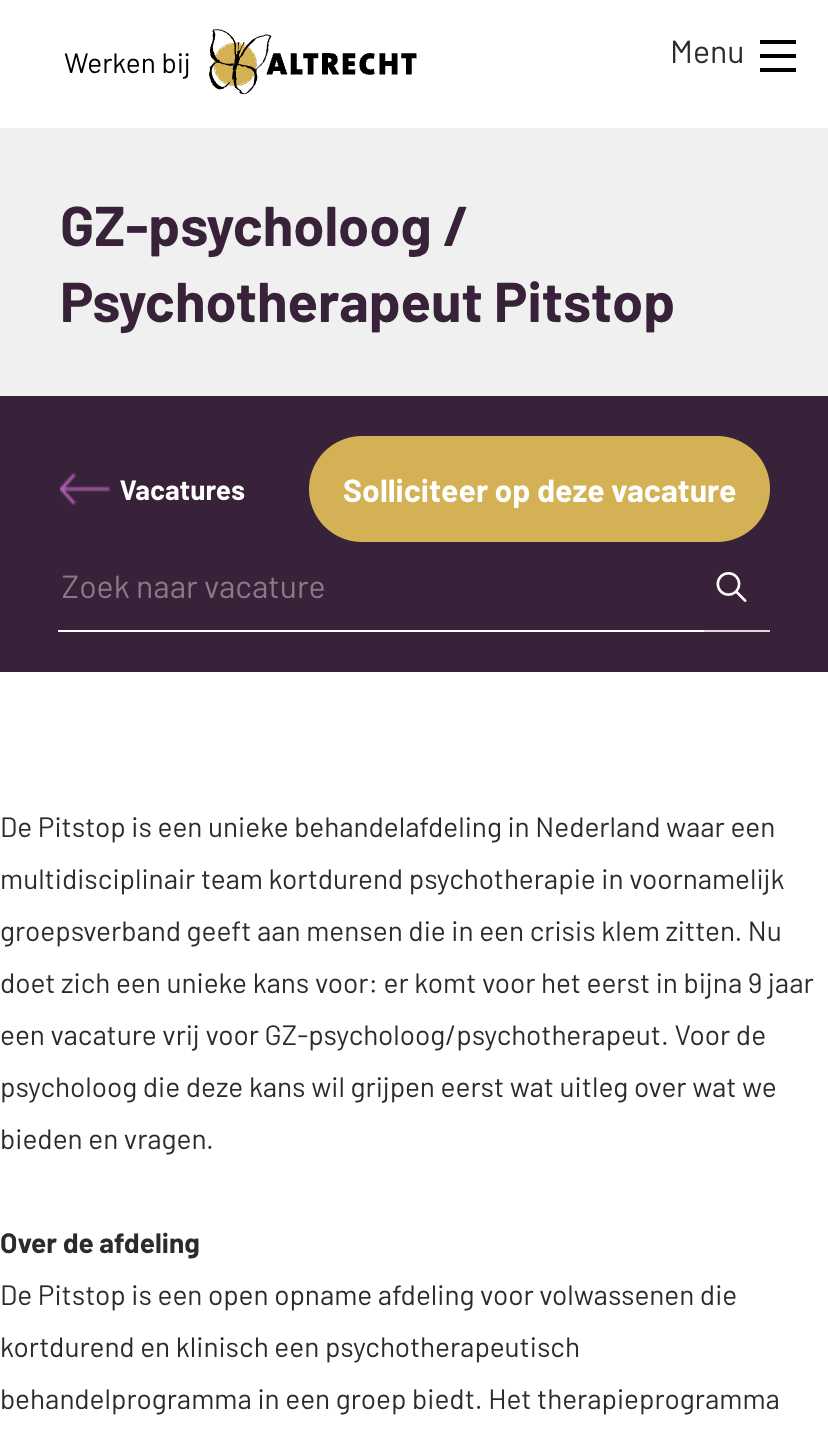 Werken bij ALTRECHT
Menu
GZ-psycholoog /
Psychotherapeut Pitstop
Vacatures
Solliciteer op deze vacature
Zoek naar vacature
De Pitstop is een unieke behandelafdeling in Nederland waar een
multidisciplinair team kortdurend psychotherapie in voornamelijk
groepsverband geeft aan mensen die in een crisis klem zitten. Nu
doet zich een unieke kans voor: er komt voor het eerst in bijna 9 jaar
een vacature vrij voor GZ-psycholoog/psychotherapeut. Voor de
psycholoog die deze kans wil grijpen eerst wat uitleg over wat we
bieden en vragen.
Over de afdeling
De Pitstop is een open opname afdeling voor volwassenen die
kortdurend en klinisch een psychotherapeutisch
behandelprogramma in een groep biedt. Het therapieprogramma